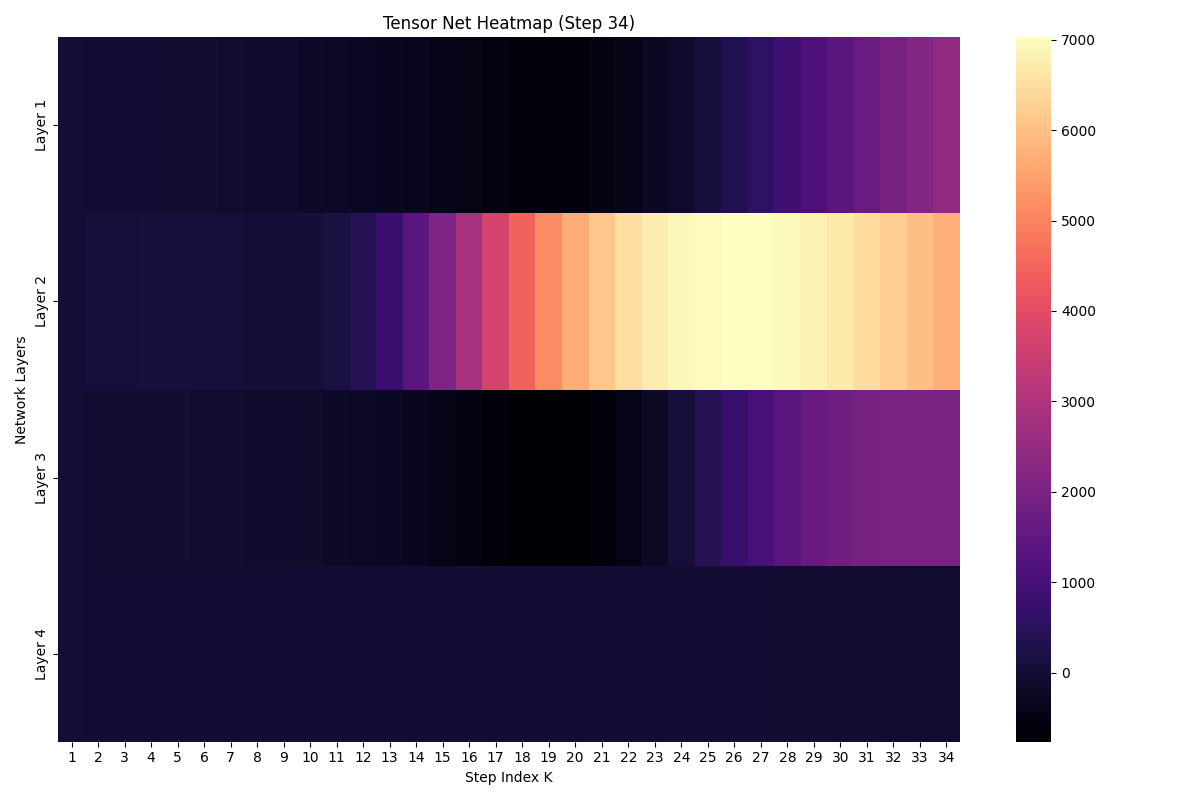 Tensor Net Heatmap (Step 34)
Network Layers
Layer 1
Layer 2
Layer 3
Layer 4
1 2 3 4 5 6 7 8 9 10 11 12 13 14 15 16 17 18 19 20 21 22 23 24 25 26 27 28 29 30 31 32 33 34
Step Index K
7000
6000
5000
4000
3000
2000
1000
0